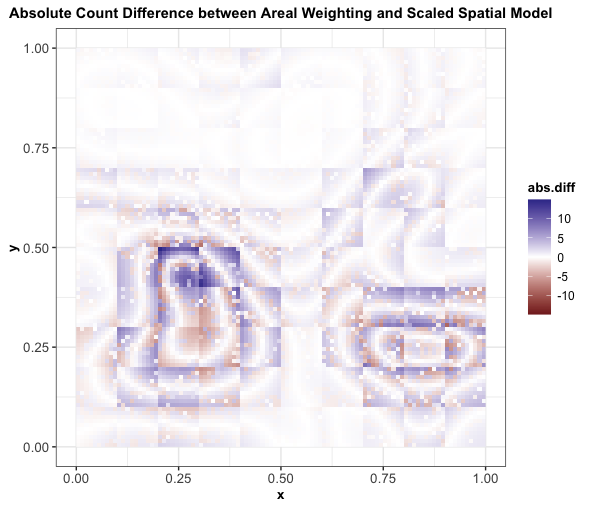 Absolute Count Difference between Areal Weighting and Scaled Spatial Model
1.00
0.75
0.50
0.25
0.00
y
0.00 0.25 0.50 0.75 1.00
x
abs.diff
10
5
0
-5
-10